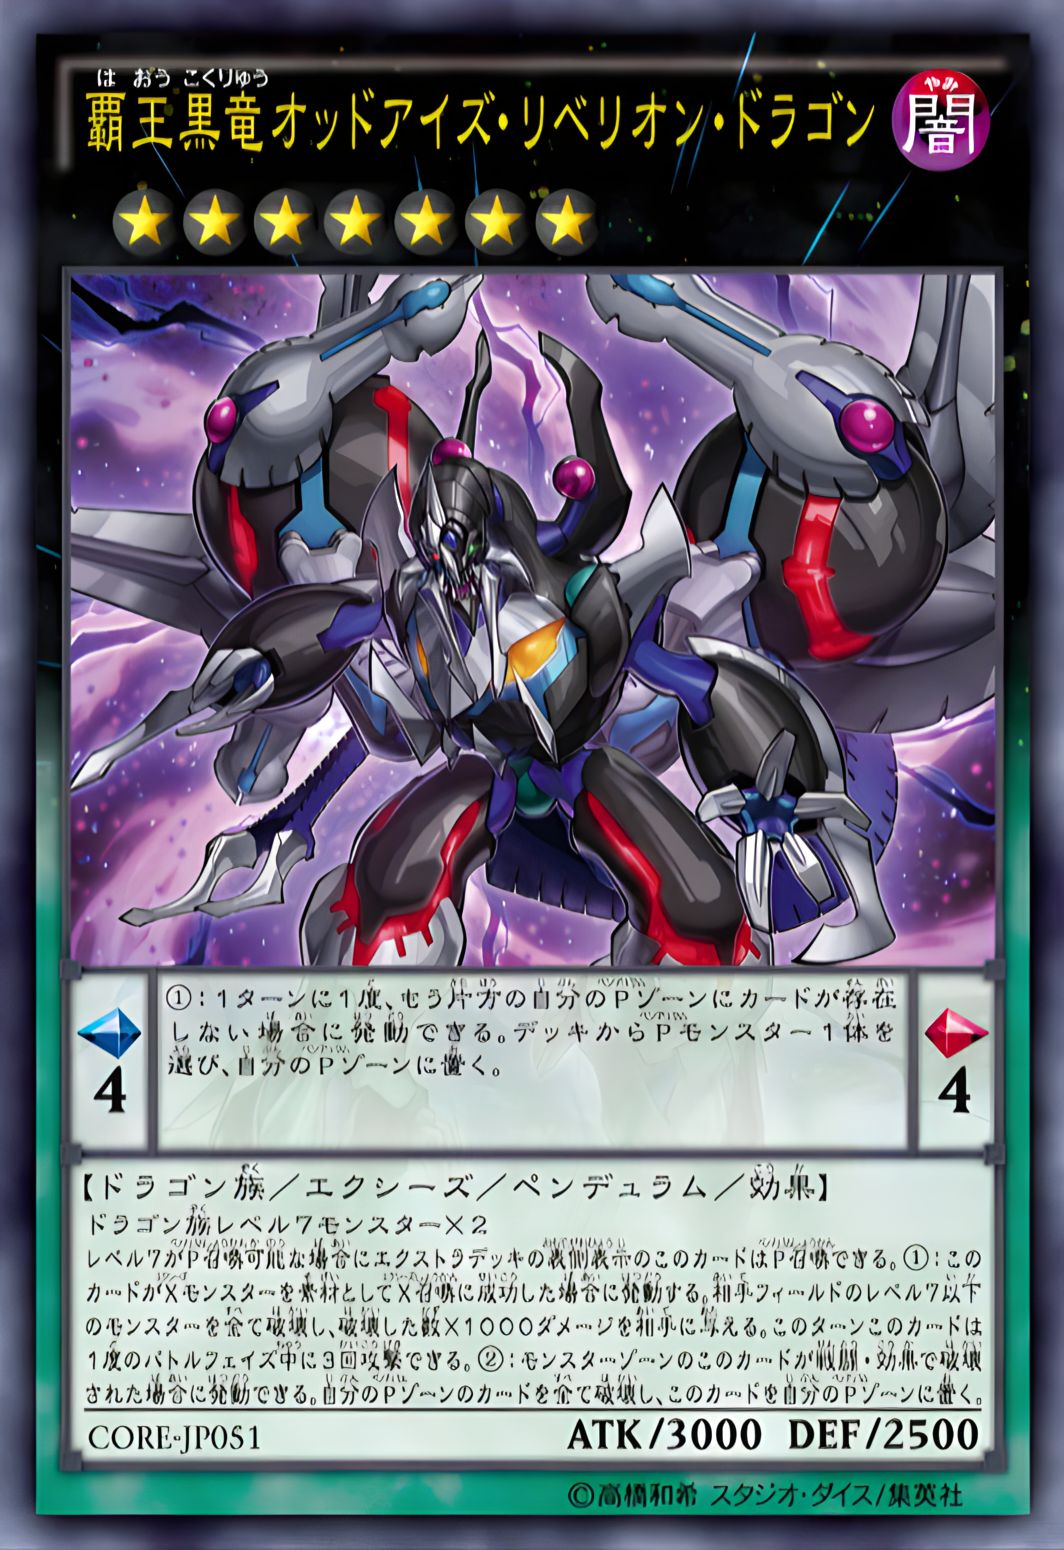 はおうこくりゅう
覇王黒竜オッドアイズ・リベリオン・ドラゴン
やみ
闇
①：1ターンに1度、もう片方の自分のPゾーンにカードが存在
しない場合に発動できる。デッキからPモンスター1体を
選び、自分のPゾーンに置く。
4
4
【ドラゴン族／エクシーズ／ペンデュラム／効果】
ドラゴン族レベル7モンスター×2
レベル7がP召喚可能な場合にエクストラデッキの表側表示のこのカードはP召喚できる。①：この
カードがXモンスターを素材としてX召喚に成功した場合に発動する。相手フィールドのレベル7以下
のモンスターを全て破壊し、破壊した数×1000ダメージを相手に与える。このターンこのカードは
1度のバトルフェイズ中に3回攻撃できる。②：モンスターゾーンのこのカードが戦闘・効果で破壊
された場合に発動できる。自分のPゾーンのカードを全て破壊し、このカードを自分のPゾーンに置く。
CORE-JP051
ATK/3000 DEF/2500
©高橋和希 スタジオ・ダイス/集英社